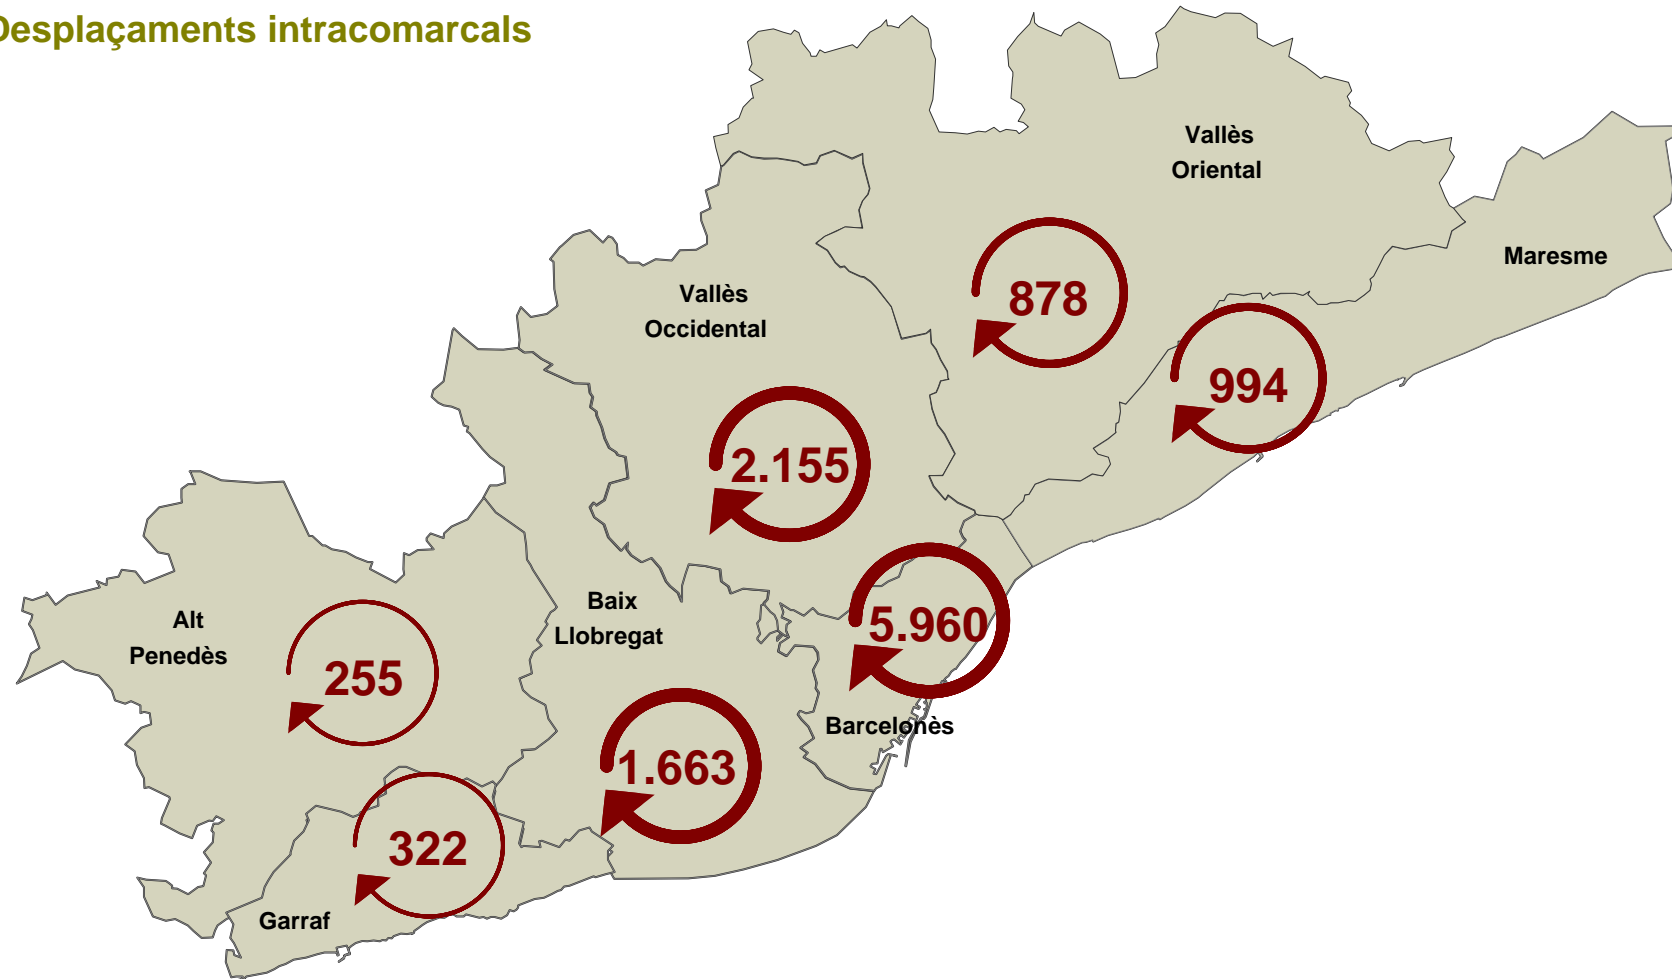 Desplaçaments intracomarcals
Vallès
Oriental
Maresme
878
Vallès
Occidental
994
2.155
Baix
Llobregat
5.960
Alt
Penedès
255
Barcelonès
1.663
322
Garraf